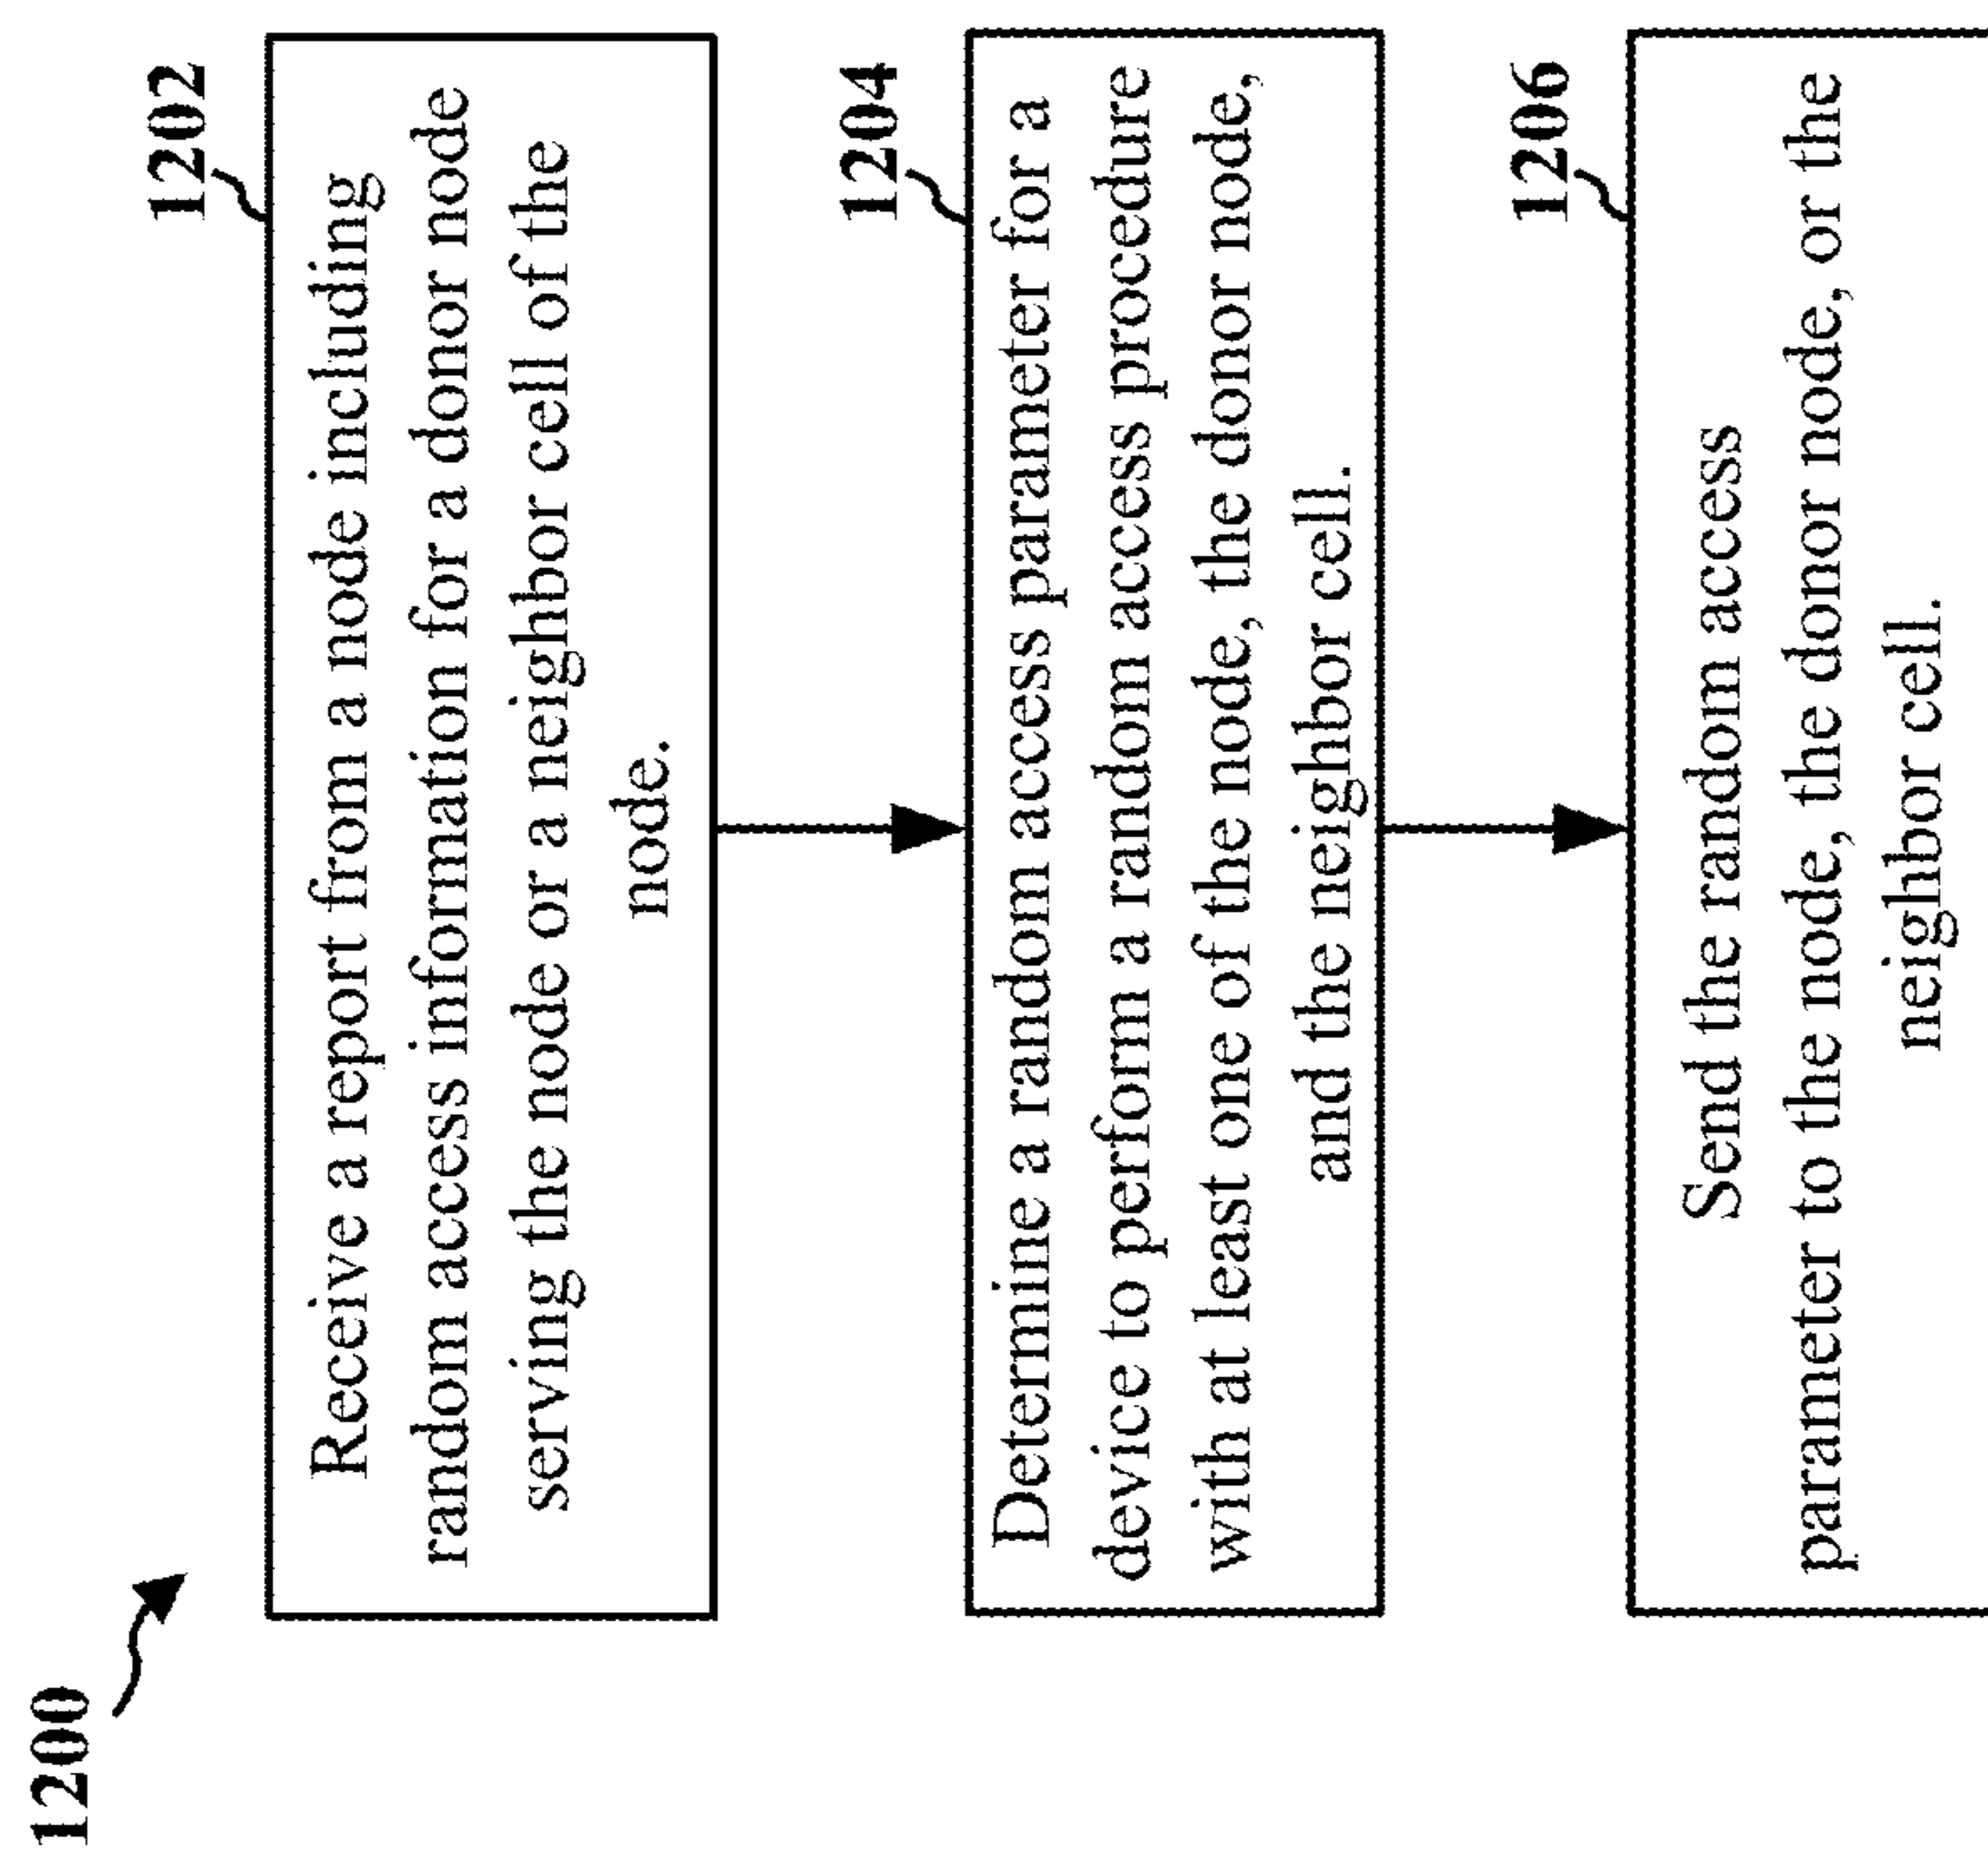 1200
1202
Receive a report from a node including
random access information for a donor node
serving the node or a neighbor cell of the
node.
1204
Determine a random access parameter for a
device to perform a random access procedure
with at least one of the node, the donor node,
and the neighbor cell.
1206
Send the random access
parameter to the node, the donor node, or the
neighbor cell.